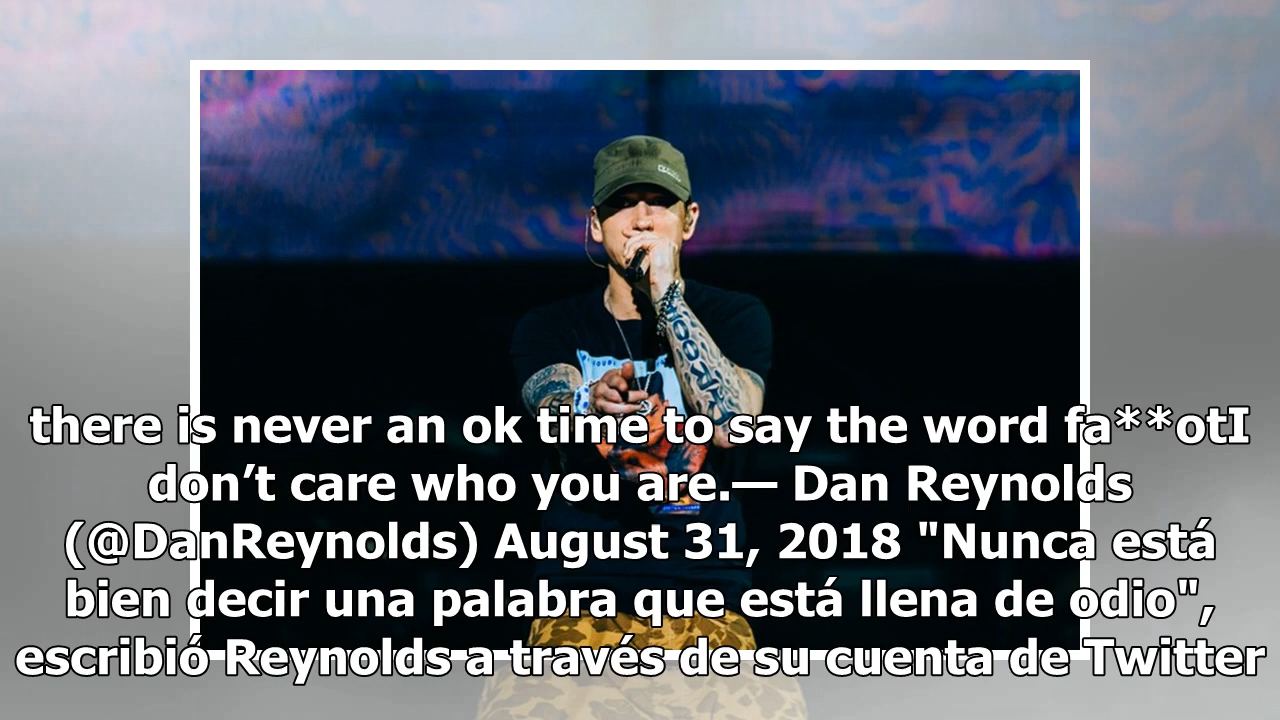 there is never an ok time to say the word fa**otI
don’t care who you are.— Dan Reynolds
(@DanReynolds) August 31, 2018 "Nunca está
bien decir una palabra que está llena de odio",
escribió Reynolds a través de su cuenta de Twitter